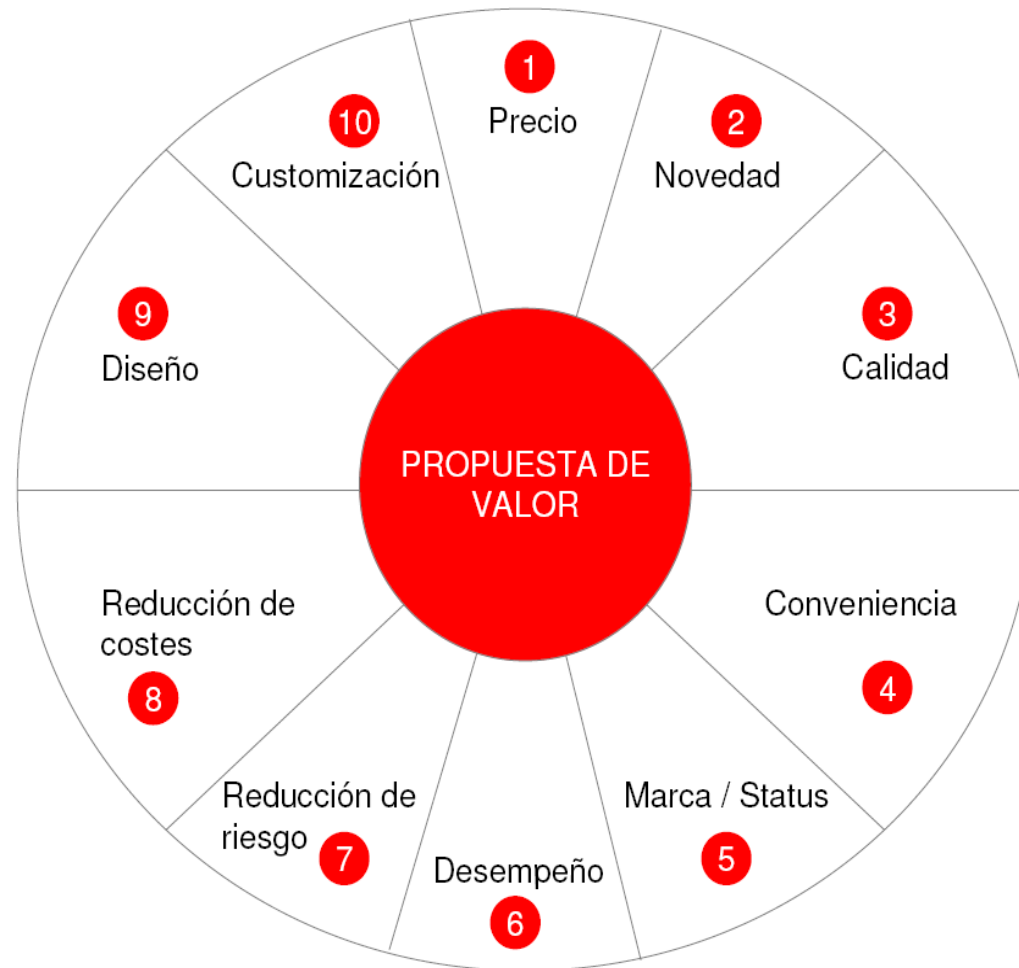 1
Precio
2
Novedad
3
Calidad
Conveniencia
4
Marca / Status
5
Desempeño
6
Reducción de
riesgo
7
Reducción de
costes
8
9
Diseño
10
Customización
PROPUESTA DE
VALOR